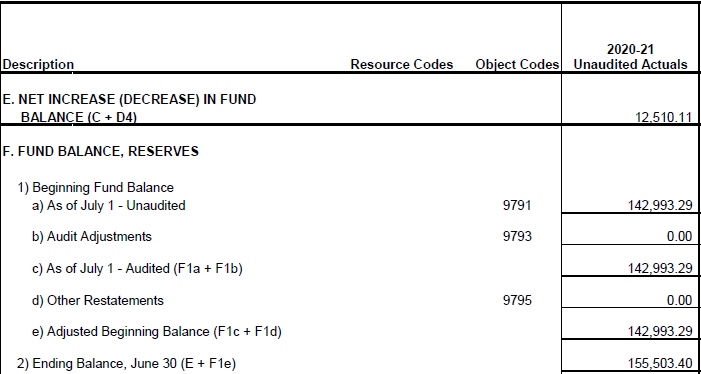 2020-21
Description Resource Codes Object Codes Unaudited Actuals
E. NET INCREASE (DECREASE) IN FUND
BALANCE (C + D4) 12,510.11
F. FUND BALANCE, RESERVES
1) Beginning Fund Balance
a) As of July 1 - Unaudited 9791 142,993.29
b) Audit Adjustments 9793 0.00
c) As of July 1 - Audited (F1a + F1b) 142,993.29
d) Other Restatements 9795 0.00
e) Adjusted Beginning Balance (F1c + F1d) 142,993.29
2) Ending Balance, June 30 (E + F1e) 155,503.40